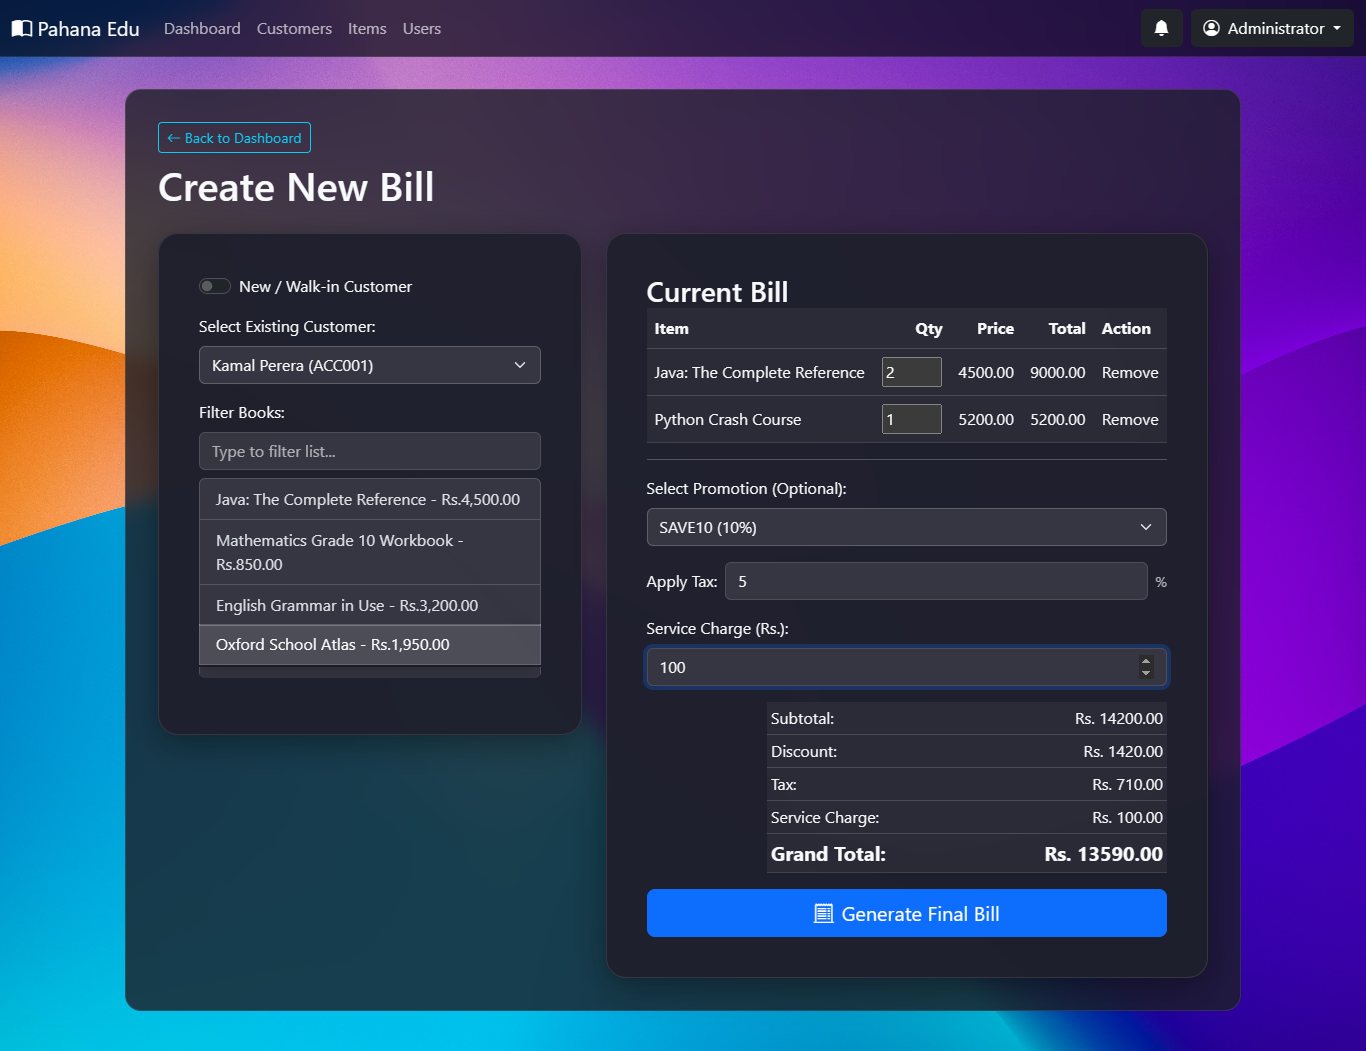 Pahana Edu Dashboard Customers Items Users Administrator
← Back to Dashboard
Create New Bill
New / Walk-in Customer
Select Existing Customer:
Kamal Perera (ACC001)
Filter Books:
Type to filter list...
Java: The Complete Reference - Rs.4,500.00
Mathematics Grade 10 Workbook -
Rs.850.00
English Grammar in Use - Rs.3,200.00
Oxford School Atlas - Rs.1,950.00
Current Bill
Item Qty Price Total Action
Java: The Complete Reference 2 4500.00 9000.00 Remove
Python Crash Course 1 5200.00 5200.00 Remove
Select Promotion (Optional):
SAVE10 (10%)
Apply Tax: 5 %
Service Charge (Rs.):
100
Subtotal: Rs. 14200.00
Discount: Rs. 1420.00
Tax: Rs. 710.00
Service Charge: Rs. 100.00
Grand Total: Rs. 13590.00
Generate Final Bill